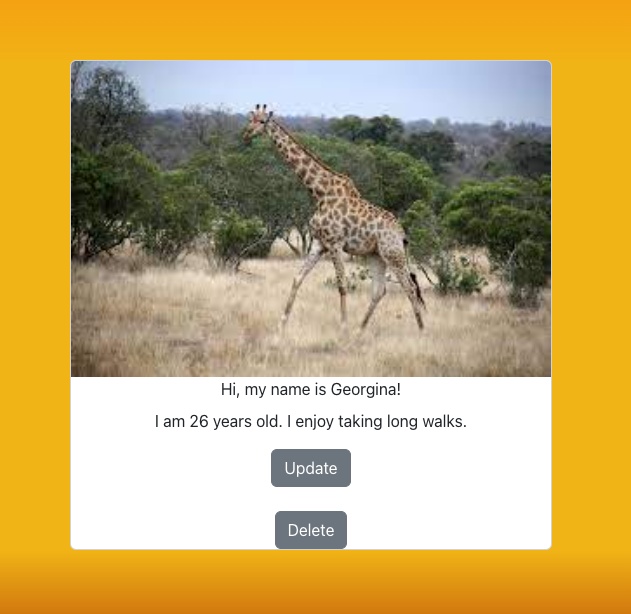 Hi, my name is Georgina!
I am 26 years old. I enjoy taking long walks.
Update
Delete